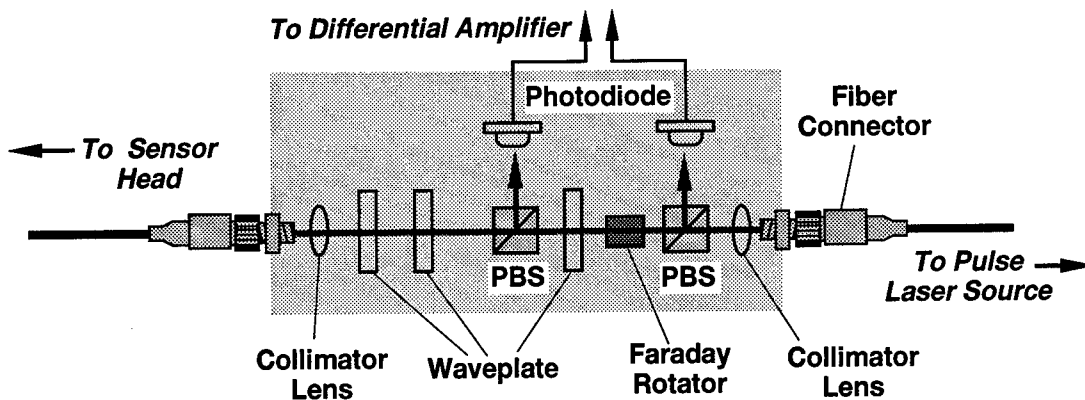 To Differential Amplifier
Photodiode
Fiber
Connector
To Sensor
Head
PBS
PBS
To Pulse
Laser Source
Collimator
Lens
Waveplate
Faraday
Rotator
Collimator
Lens